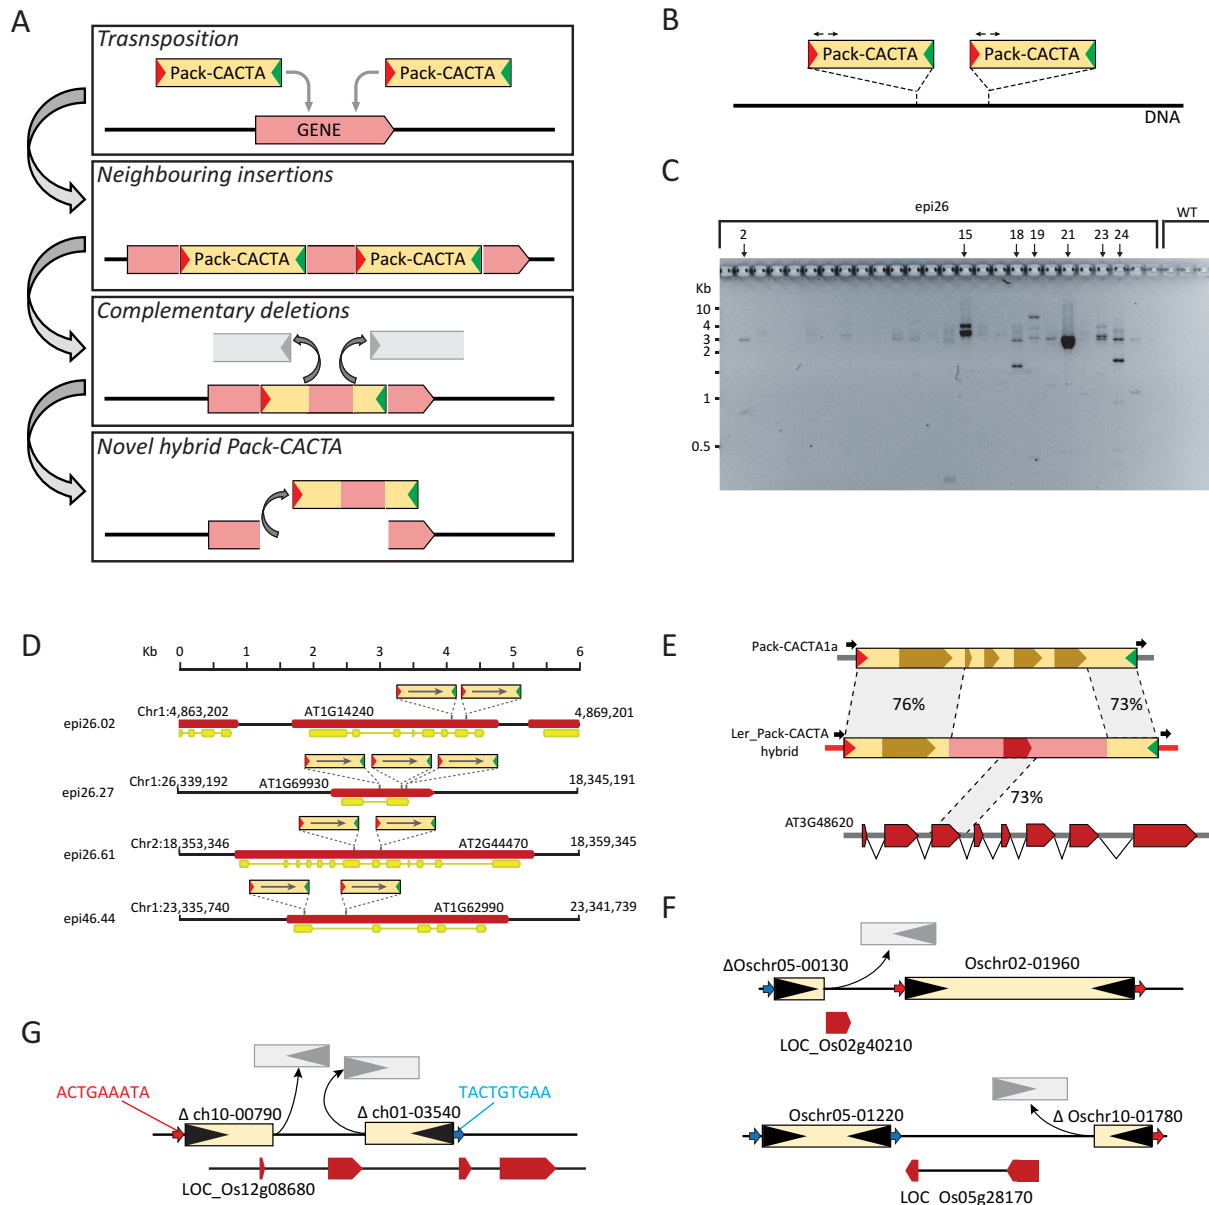 A
Trasnsposition
Pack-CACTA
Pack-CACTA
GENE
Neighbouring insertions
Pack-CACTA
Pack-CACTA
Complementary deletions
Novel hybrid Pack-CACTA
B
Pack-CACTA
Pack-CACTA
DNA
C
epi26
WT
2
15
18
19
21
23
24
Kb
10
4
3
2
1
0.5
D
Kb
0
1
2
3
4
5
6
epi26.02
Chr1:4,863,202
AT1G14240
4,869,201
epi26.27
Chr1:26,339,192
AT1G69930
18,345,191
epi26.61
Chr2:18,353,346
AT2G44470
18,359,345
epi46.44
Chr1:23,335,740
AT1G62990
23,341,739
E
Pack-CACTA1a
76%
73%
Ler_Pack-CACTA
hybrid
73%
AT3G48620
F
ΔOschr05-00130
Oschr02-01960
LOC_Os02g40210
Oschr05-01220
Δ Oschr10-01780
LOC_Os05g28170
G
ACTGAAATA
TACTGTGAA
Δ ch10-00790
Δ ch01-03540
LOC_Os12g08680